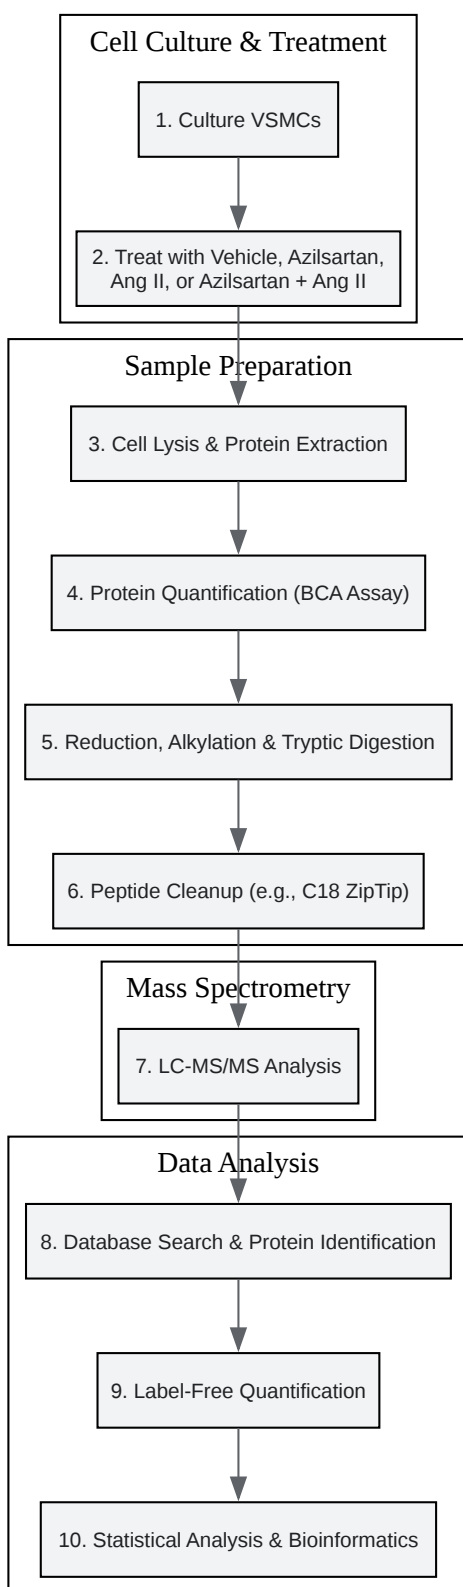 Cell Culture & Treatment
1. Culture VSMCs
2. Treat with Vehicle, Azilsartan,
Ang II, or Azilsartan + Ang II
Sample Preparation
3. Cell Lysis & Protein Extraction
4. Protein Quantification (BCA Assay)
5. Reduction, Alkylation & Tryptic Digestion
6. Peptide Cleanup (e.g., C18 ZipTip)
Mass Spectrometry
7. LC-MS/MS Analysis
Data Analysis
8. Database Search & Protein Identification
9. Label-Free Quantification
10. Statistical Analysis & Bioinformatics